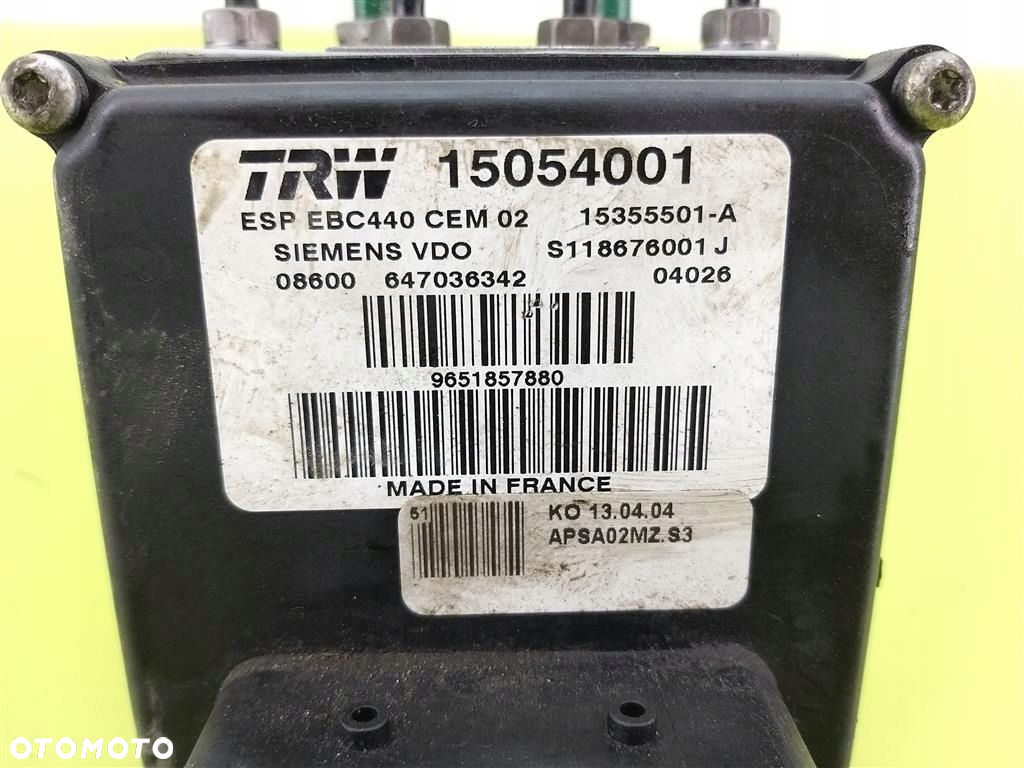 TRW 15054001
ESP EBC440 CEM 02 15355501-A
SIEMENS VDO S118676001 J
08600 647036342 04026
9651857880
MADE IN FRANCE
51 KO 13.04.04
APSA02MZ.S3
OTOMOTO